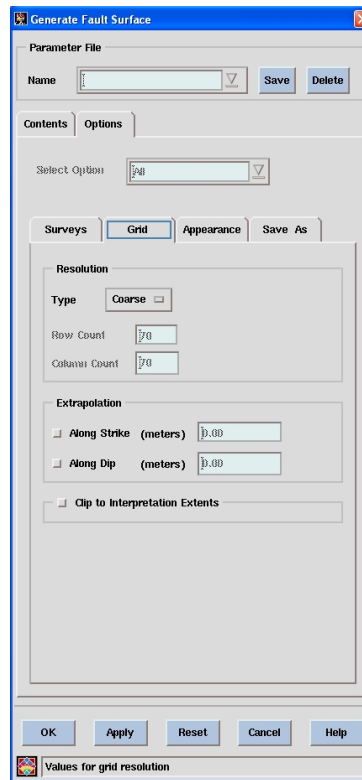 Generate Fault Surface
Parameter File
Name Save Delete
Contents Options
Select Option All
Surveys Grid Appearance Save As
Resolution
Type Coarse
Row Count 70
Column Count 70
Extrapolation
Along Strike (meters) 0.00
Along Dip (meters) 0.00
Clip to Interpretation Extents
OK Apply Reset Cancel Help
Values for grid resolution